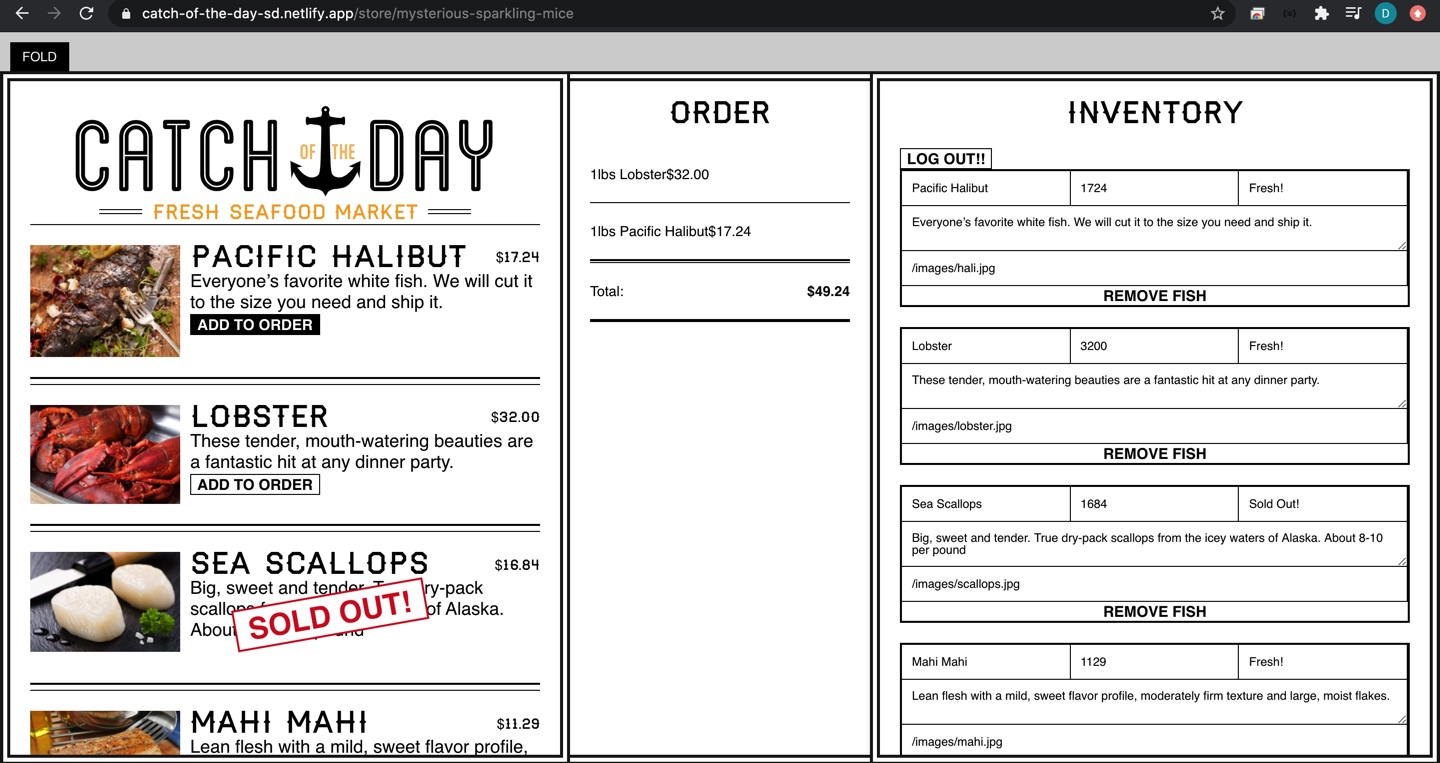 catch-of-the-day-sd.netlify.app/store/mysterious-sparkling-mice
D
FOLD
CATCH OF THE DAY
FRESH SEAFOOD MARKET
PACIFIC HALIBUT $17.24
Everyone’s favorite white fish. We will cut it
to the size you need and ship it.
ADD TO ORDER
LOBSTER $32.00
These tender, mouth-watering beauties are
a fantastic hit at any dinner party.
ADD TO ORDER
SEA SCALLOPS $16.84
Big, sweet and tender. True dry-pack
scallops of Alaska.
About
SOLD OUT!
MAHI MAHI $11.29
Lean flesh with a mild, sweet flavor profile,
ORDER
1lbs Lobster$32.00
1lbs Pacific Halibut$17.24
Total: $49.24
INVENTORY
LOG OUT!!
Pacific Halibut 1724 Fresh!
Everyone’s favorite white fish. We will cut it to the size you need and ship it.
/images/hali.jpg
REMOVE FISH
Lobster 3200 Fresh!
These tender, mouth-watering beauties are a fantastic hit at any dinner party.
/images/lobster.jpg
REMOVE FISH
Sea Scallops 1684 Sold Out!
Big, sweet and tender. True dry-pack scallops from the icey waters of Alaska. About 8-10
per pound
/images/scallops.jpg
REMOVE FISH
Mahi Mahi 1129 Fresh!
Lean flesh with a mild, sweet flavor profile, moderately firm texture and large, moist flakes.
/images/mahi.jpg